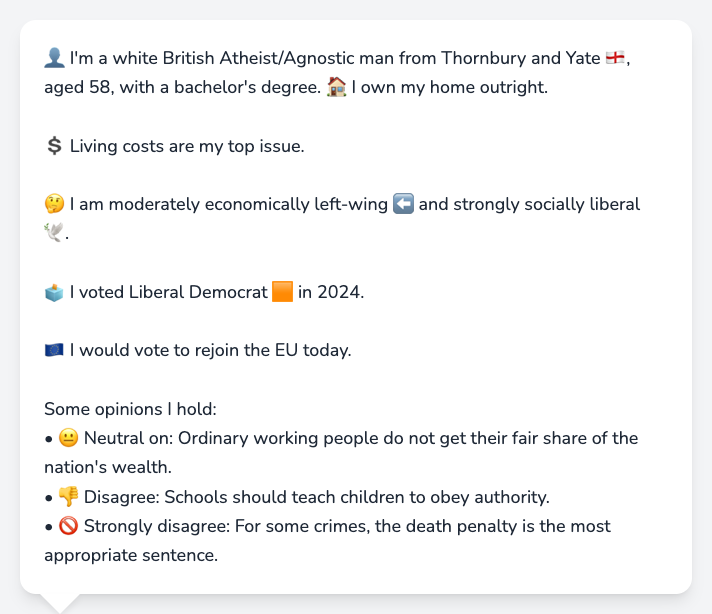 👤 I'm a white British Atheist/Agnostic man from Thornbury and Yate 🏴󠁧󠁢󠁥󠁮󠁧󠁿,
aged 58, with a bachelor's degree. 🏠 I own my home outright.
💲 Living costs are my top issue.
🤔 I am moderately economically left-wing ⬅️ and strongly socially liberal
🕊️.
🗳️ I voted Liberal Democrat 🟧 in 2024.
🇪🇺 I would vote to rejoin the EU today.
Some opinions I hold:
• 😐 Neutral on: Ordinary working people do not get their fair share of the
nation's wealth.
• 👎 Disagree: Schools should teach children to obey authority.
• 🚫 Strongly disagree: For some crimes, the death penalty is the most
appropriate sentence.